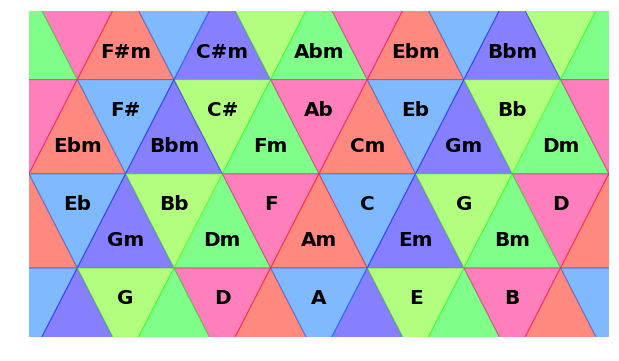 F#m C#m Abm Ebm Bbm
F# C# Ab Eb Bb
Ebm Bbm Fm Cm Gm Dm
Eb Bb F C G D
Gm Dm Am Em Bm
G D A E B